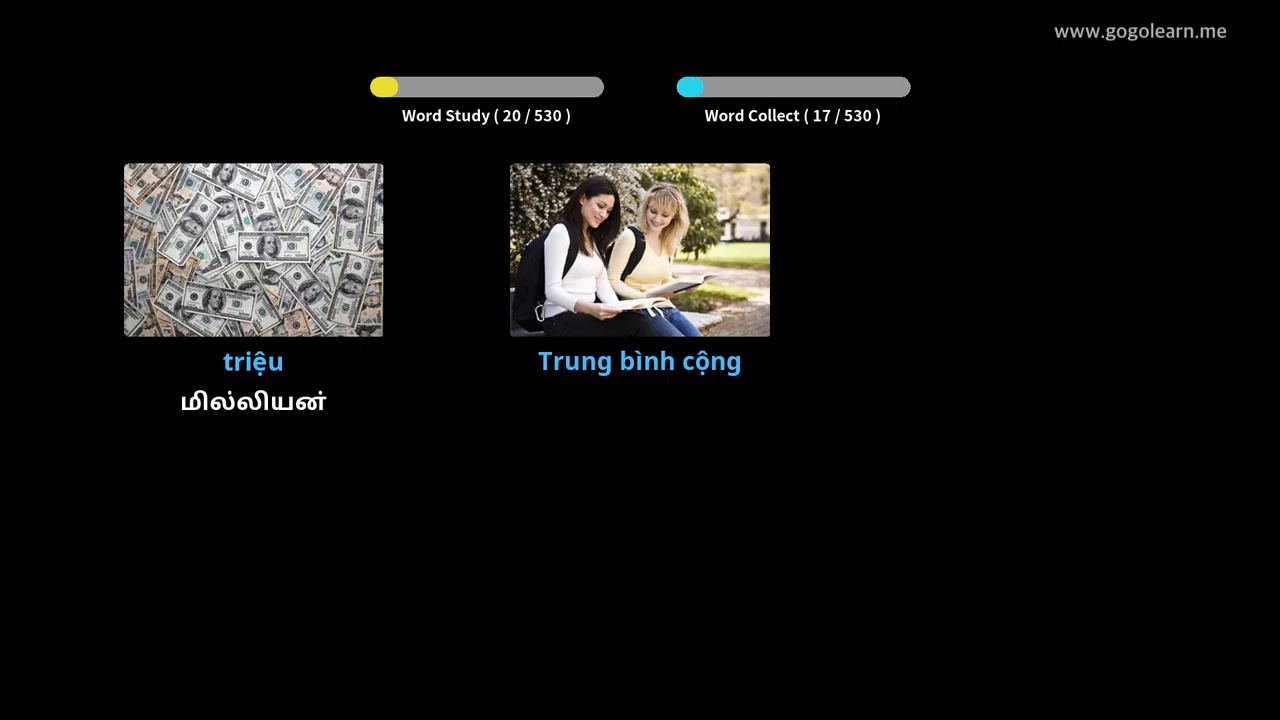 www.gogolearn.me
Word Study ( 20 / 530 )
Word Collect ( 17 / 530 )
triệu
மில்லியன்
Trung bình cộng